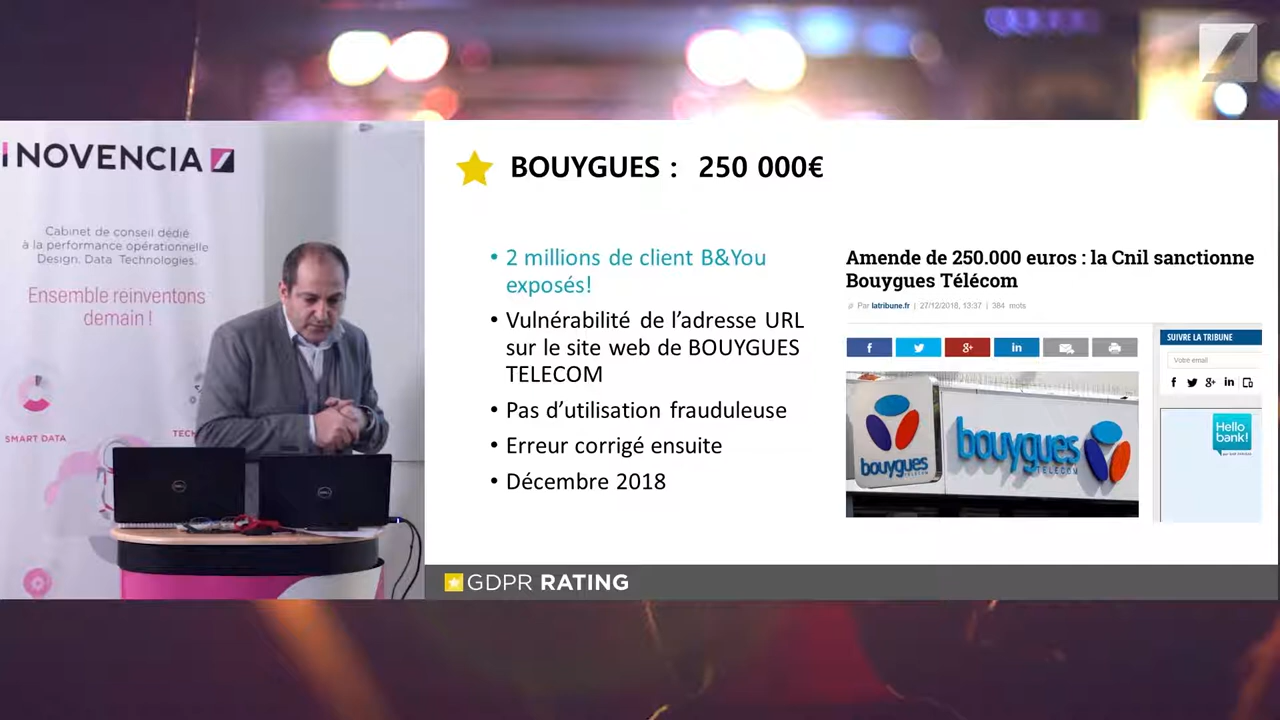 INOVENCIA
Cabinet de conseil dédié
à la performance opérationnelle
Design. Data Technologies.
Ensemble réinventons
demain !
SMART DATA
TECH
BOUYGUES : 250 000€
• 2 millions de client B&You
exposés!
• Vulnérabilité de l’adresse URL
sur le site web de BOUYGUES
TELECOM
• Pas d’utilisation frauduleuse
• Erreur corrigé ensuite
• Décembre 2018
Amende de 250.000 euros : la Cnil sanctionne
Bouygues Télécom
Par latribune.fr | 27/12/2018, 13:37 | 384 mots
SUIVRE LA TRIBUNE
Votre email
bouygues
bouygues
TELECOM
Hello
bank!
GDPR RATING